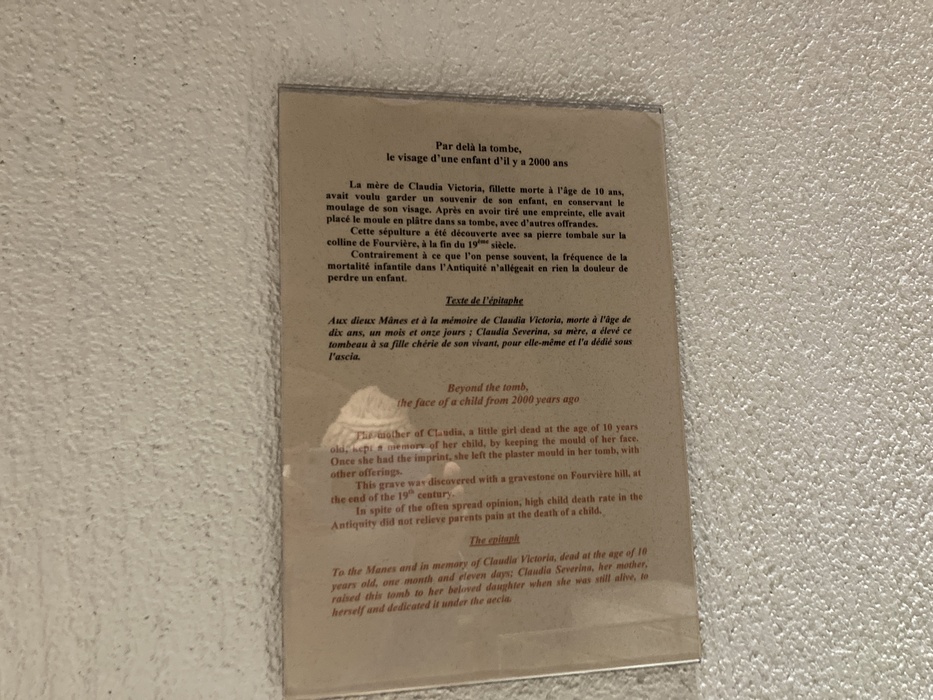 Par delà la tombe,
le visage d'une enfant d'il y a 2000 ans
La mère de Claudia Victoria, fillette morte à l'âge de 10 ans,
avait voulu garder un souvenir de son enfant, en conservant le
moulage de son visage. Après en avoir tiré une empreinte, elle avait
placé le moule en plâtre dans sa tombe, avec d'autres offrandes.
Cette sépulture a été découverte avec sa pierre tombale sur la
colline de Fourvière, à la fin du 19ème siècle.
Contrairement à ce que l'on pense souvent, la fréquence de la
mortalité infantile dans l'Antiquité n'allégeait en rien la douleur de
perdre un enfant.
Texte de l'épitaphe
Aux dieux Mânes et à la mémoire de Claudia Victoria, morte à l'âge de
dix ans, un mois et onze jours ; Claudia Severina, sa mère, a élevé ce
tombeau à sa fille chérie de son vivant, pour elle-même et l'a dédié sous
l'ascia.
Beyond the tomb,
the face of a child from 2000 years ago
The mother of Claudia, a little girl dead at the age of 10 years
old, kept a memory of her child, by keeping the mould of her face.
Once she had the imprint, she left the plaster mould in her tomb, with
other offerings.
This grave was discovered with a gravestone on Fourvière hill, at
the end of the 19th century.
In spite of the often spread opinion, high child death rate in the
Antiquity did not relieve parents pain at the death of a child.
The epitaph
To the Manes and in memory of Claudia Victoria, dead at the age of 10
years old, one month and eleven days; Claudia Severina, her mother,
raised this tomb to her beloved daughter when she was still alive, to
herself and dedicated it under the aecia.